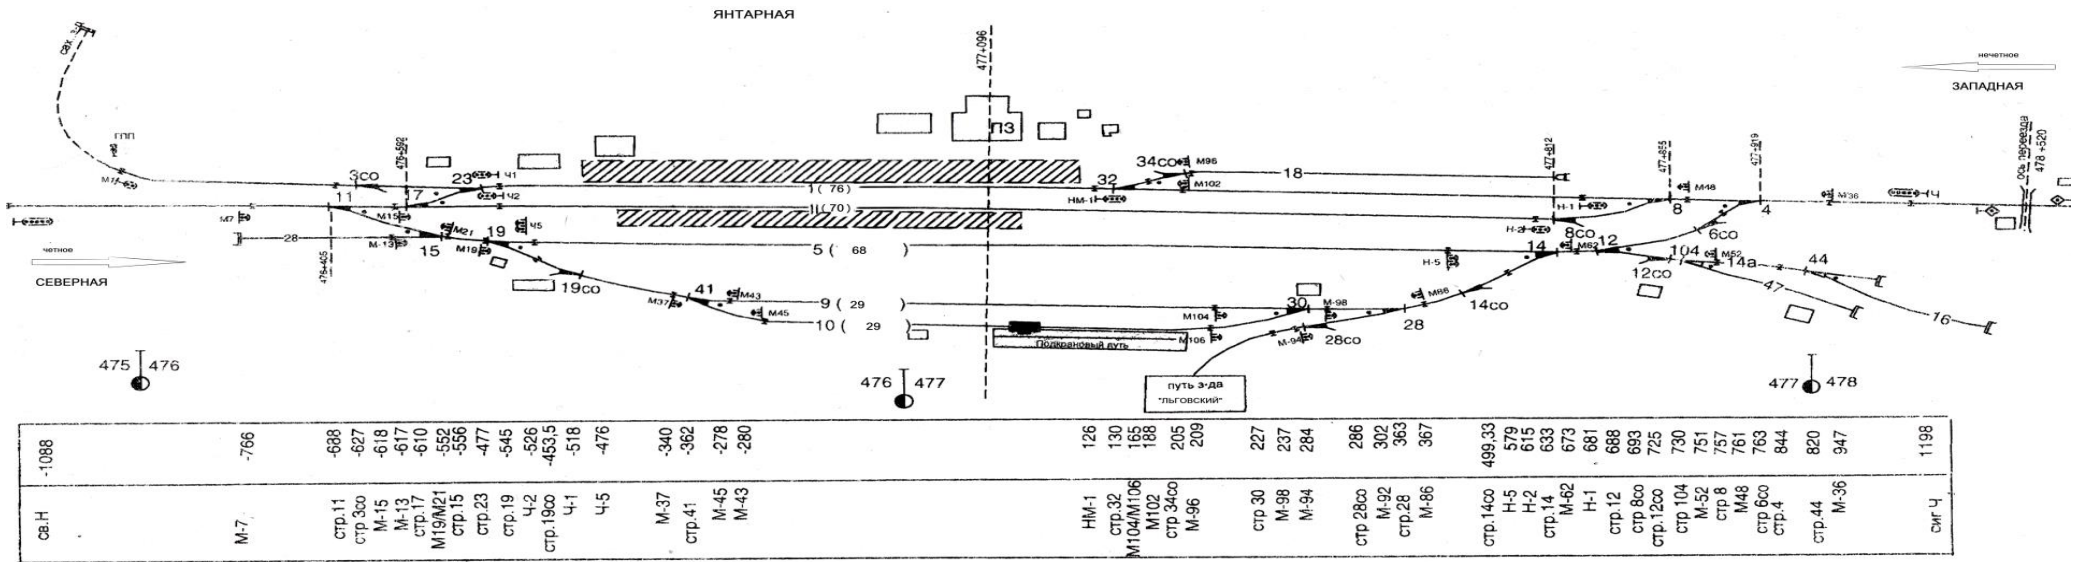 ЯНТАРНАЯ
нечетное
ЗАПАДНАЯ
477+096
ось переезда
478 +520
сах. з-д
ГПП
476+592
3со
23
Ч1
Ч2
7
11
М7
М15
28
М-13
М21
15
М19
19
Ч5
476+405
четное
СЕВЕРНАЯ
ПЗ
1 ( 76)
II ( 70)
5 ( 68 )
34со
М96
32
М102
НМ-1
18
477+812
477+855
477+919
М48
Н-1
8
4
М'36
Ч
Н-2
8со
6со
М62
14
12
104
М52
14а
44
12со
47
16
Н-5
М86
14со
19со
М37
41
М43
М45
9 ( 29 )
10 ( 29 )
М104
30
М-98
28
М106
М-94
28со
Подкрановый путь
путь з-да
"льговский"
475 476
476 477
477 478
-1088
-766
-688
-627
-618
-617
-610
-552
-556
-477
-545
-526
-453,5
-518
-476
-340
-362
-278
-280
126
130
165
188
205
209
227
237
284
286
302
363
367
499,33
579
615
633
673
681
688
693
725
730
751
757
761
763
844
820
947
1198
св.Н
М-7
стр.11
стр 3со
М-15
М-13
стр.17
М19/М21
стр.15
стр.23
стр.19
Ч-2
стр.19со
Ч-1
Ч-5
М-37
стр.41
М-45
М-43
НМ-1
стр.32
М104/М106
М102
стр 34со
М-96
стр 30
М-98
М-94
стр 28со
М-92
стр.28
М-86
стр.14со
Н-5
Н-2
стр.14
М-62
Н-1
стр.12
стр 8со
стр.12со
стр 104
М-52
стр 8
М48
стр 6со
стр.4
стр.44
М-36
сиг Ч